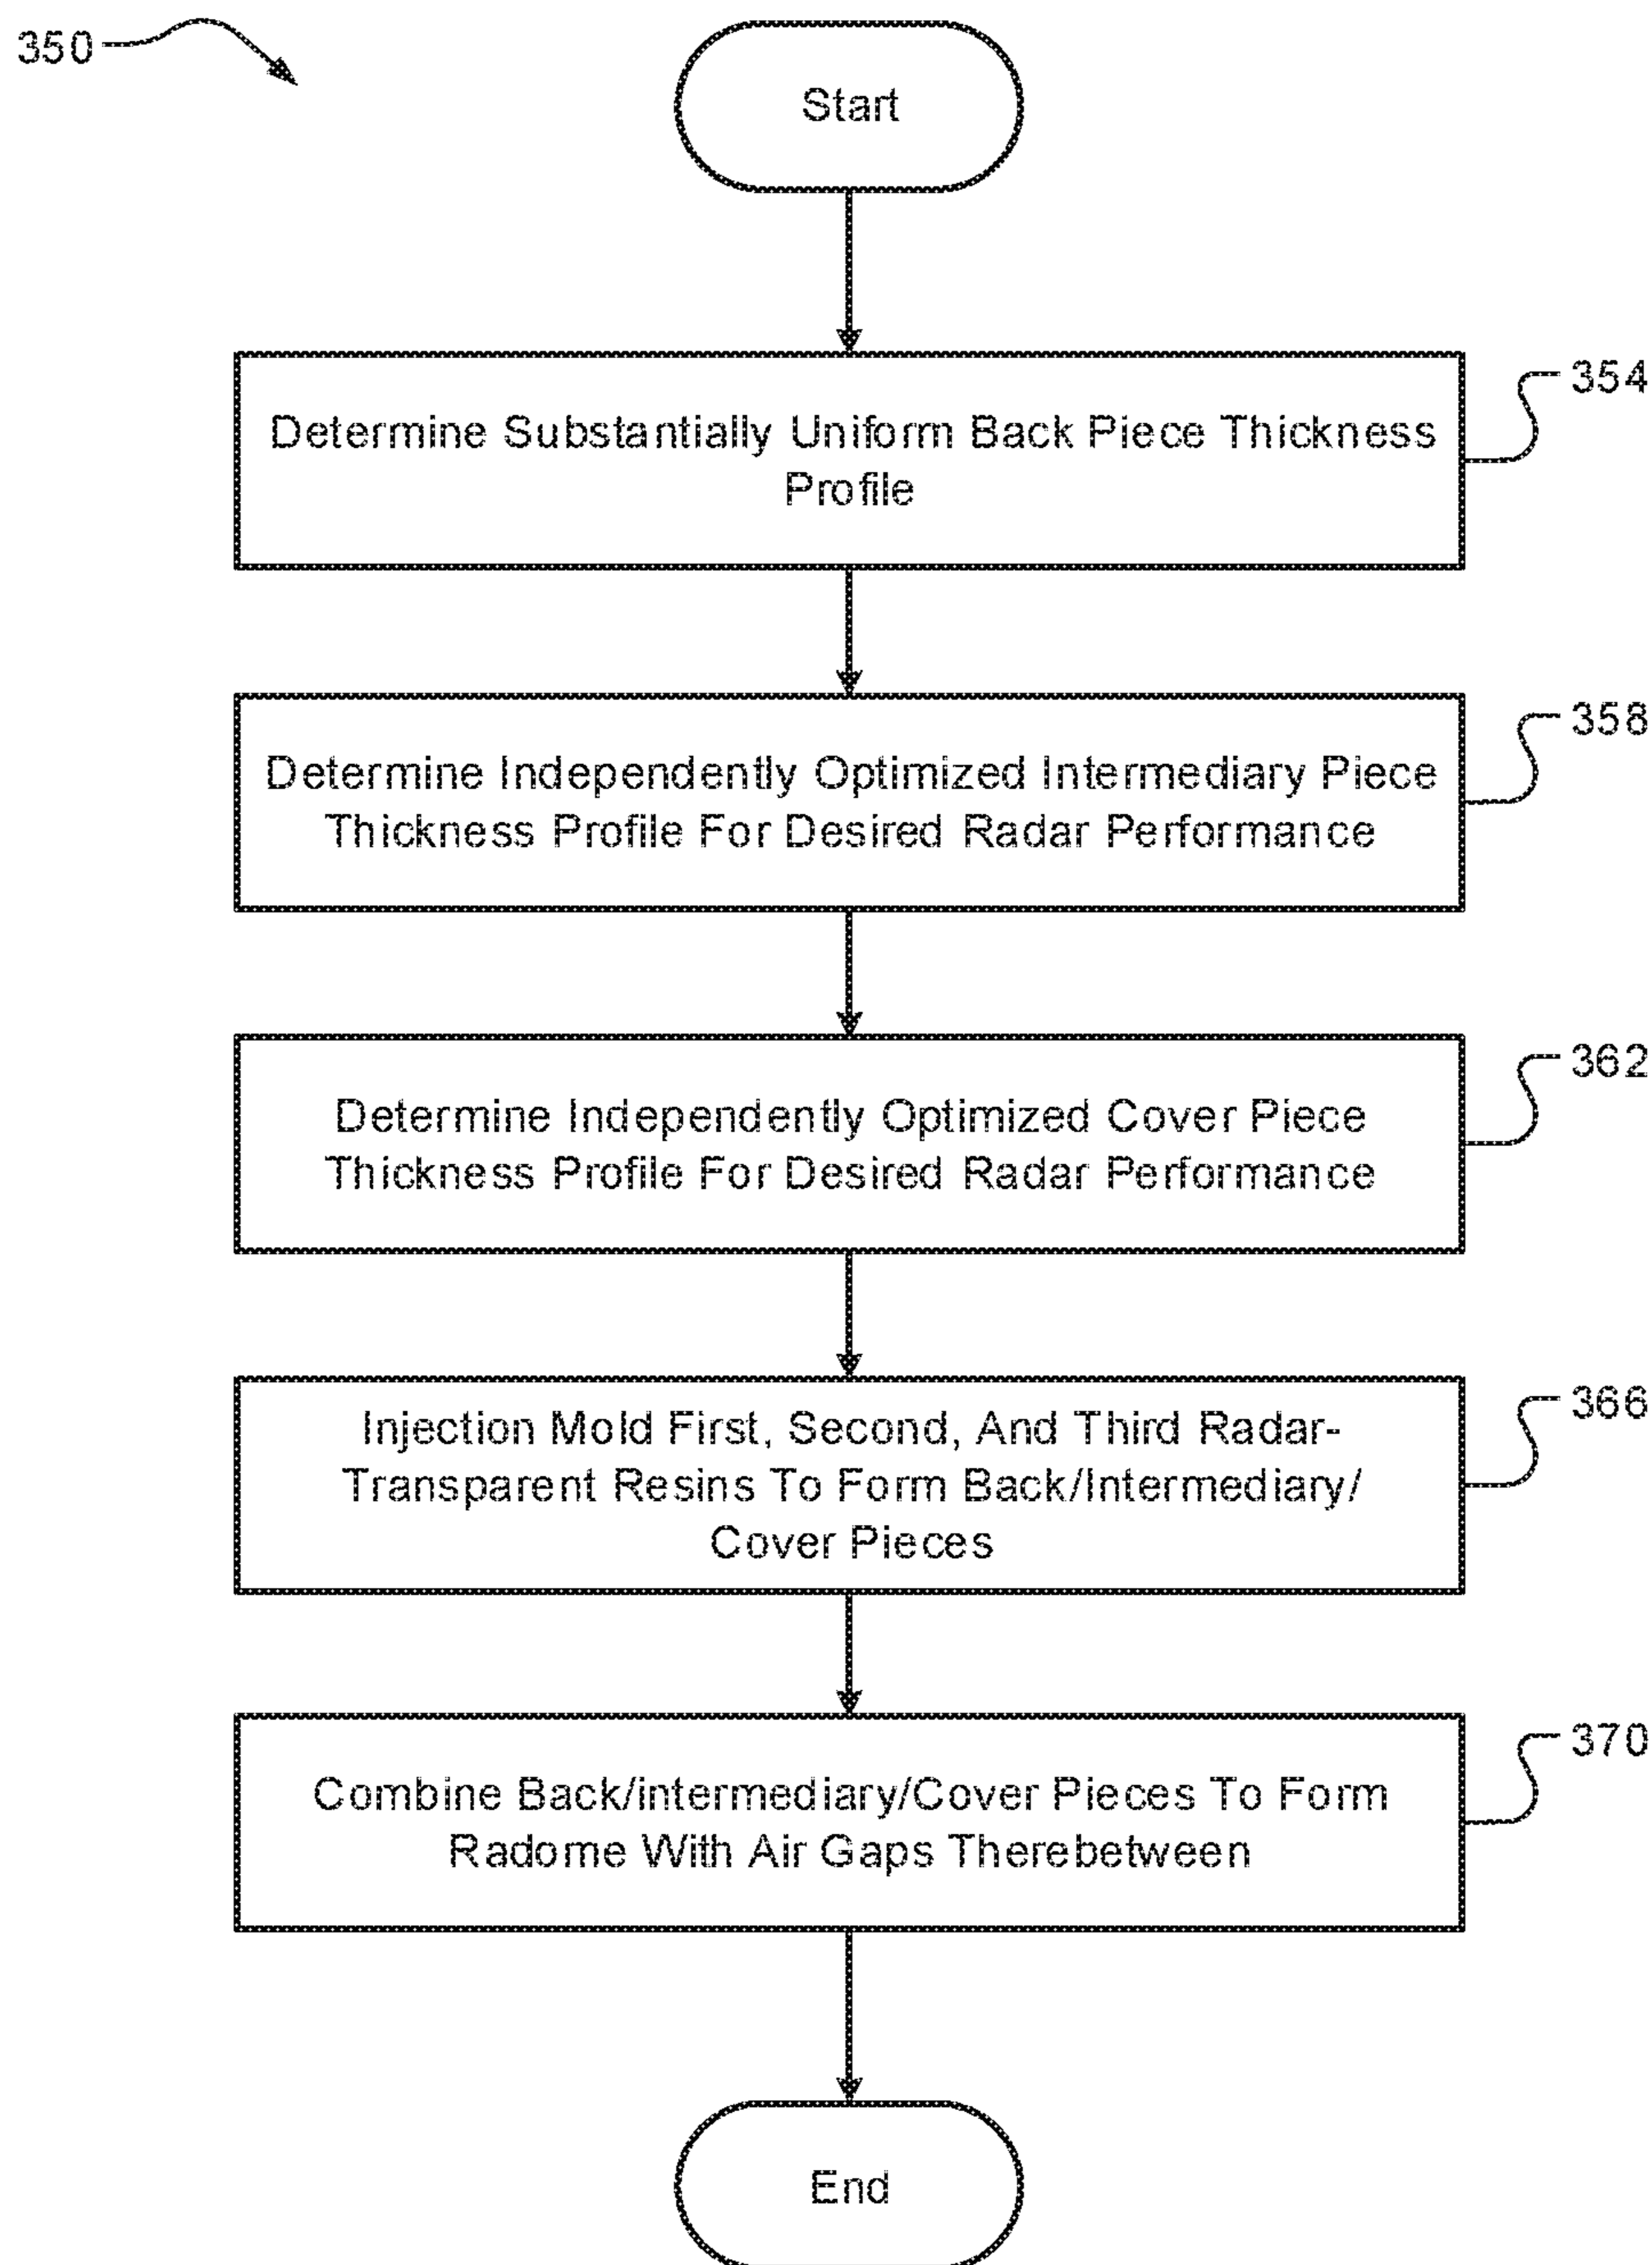 350
Start
354
Determine Substantially Uniform Back Piece Thickness
Profile
358
Determine Independently Optimized Intermediary Piece
Thickness Profile For Desired Radar Performance
362
Determine Independently Optimized Cover Piece
Thickness Profile For Desired Radar Performance
366
Injection Mold First, Second, And Third Radar-
Transparent Resins To Form Back/Intermediary/
Cover Pieces
370
Combine Back/intermediary/Cover Pieces To Form
Radome With Air Gaps Therebetween
End